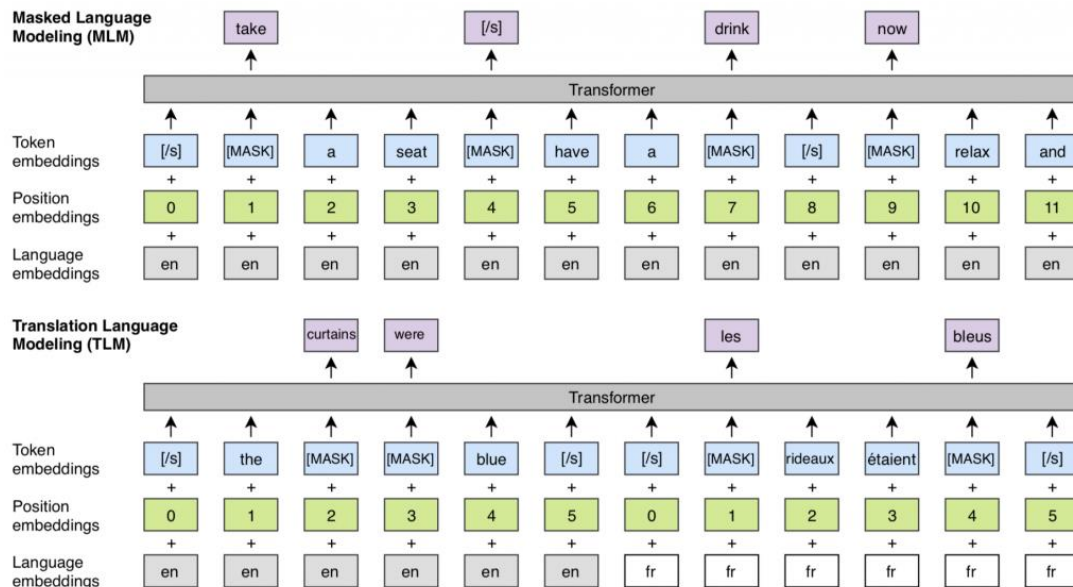 Masked Language
Modeling (MLM)
take [/s] drink now
Transformer
Token
embeddings
[/s] [MASK] a seat [MASK] have a [MASK] [/s] [MASK] relax and
+ + + + + + + + + + + +
Position
embeddings
0 1 2 3 4 5 6 7 8 9 10 11
+ + + + + + + + + + + +
Language
embeddings
en en en en en en en en en en en en
Translation Language
Modeling (TLM)
curtains were les bleus
Transformer
Token
embeddings
[/s] the [MASK] [MASK] blue [/s] [/s] [MASK] rideaux étaient [MASK] [/s]
+ + + + + + + + + + + +
Position
embeddings
0 1 2 3 4 5 0 1 2 3 4 5
+ + + + + + + + + + + +
Language
embeddings
en en en en en en fr fr fr fr fr fr